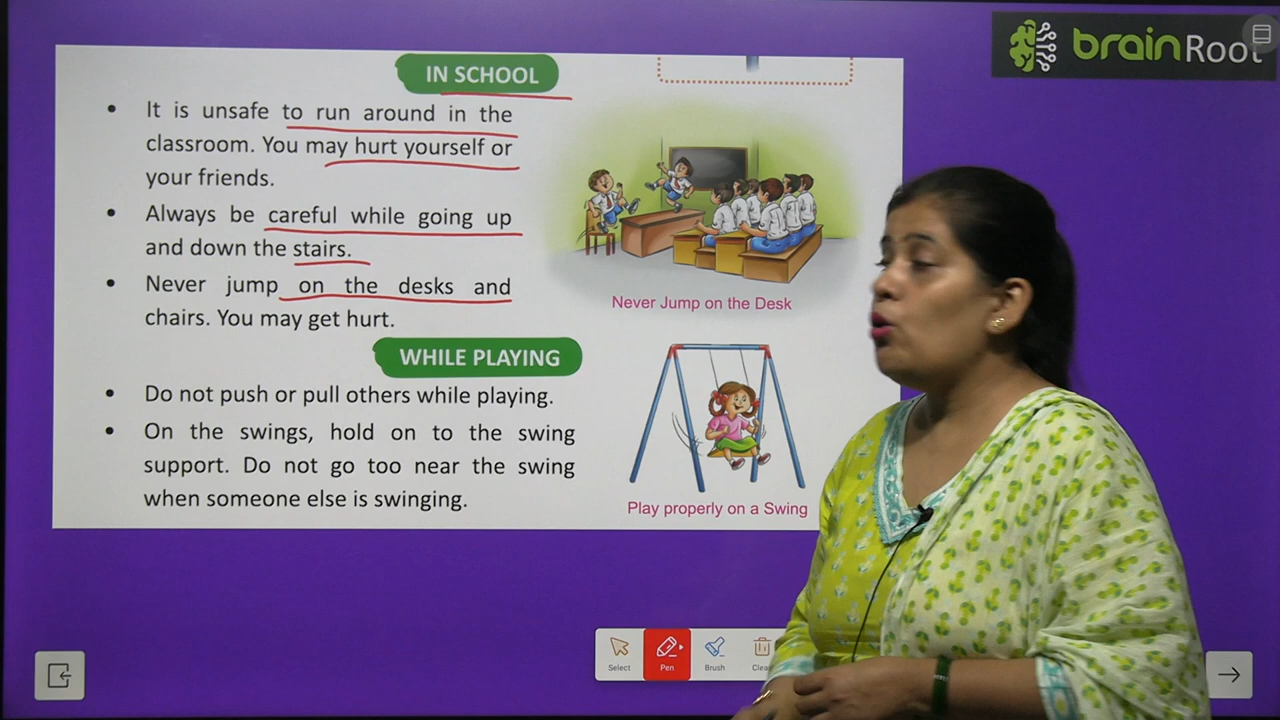 brainRoot
IN SCHOOL
• It is unsafe to run around in the
classroom. You may hurt yourself or
your friends.
• Always be careful while going up
and down the stairs.
• Never jump on the desks and
chairs. You may get hurt.
Never Jump on the Desk
WHILE PLAYING
• Do not push or pull others while playing.
• On the swings, hold on to the swing
support. Do not go too near the swing
when someone else is swinging.
Play properly on a Swing
Select
Pen
Brush